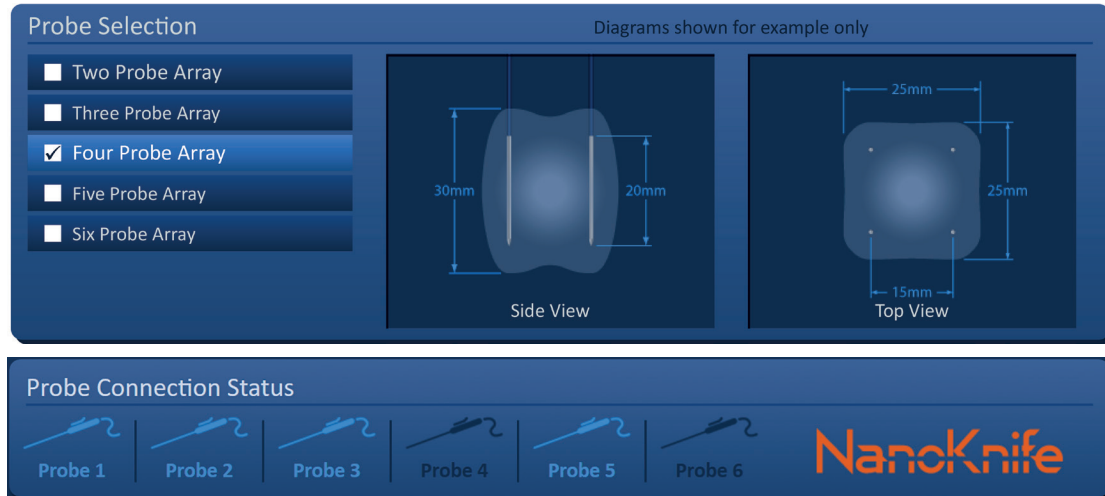 Probe Selection
Diagrams shown for example only
Two Probe Array
Three Probe Array
Four Probe Array
Five Probe Array
Six Probe Array
30mm
20mm
Side View
25mm
25mm
15mm
Top View
Probe Connection Status
Probe 1
Probe 2
Probe 3
Probe 4
Probe 5
Probe 6
NanoKnife